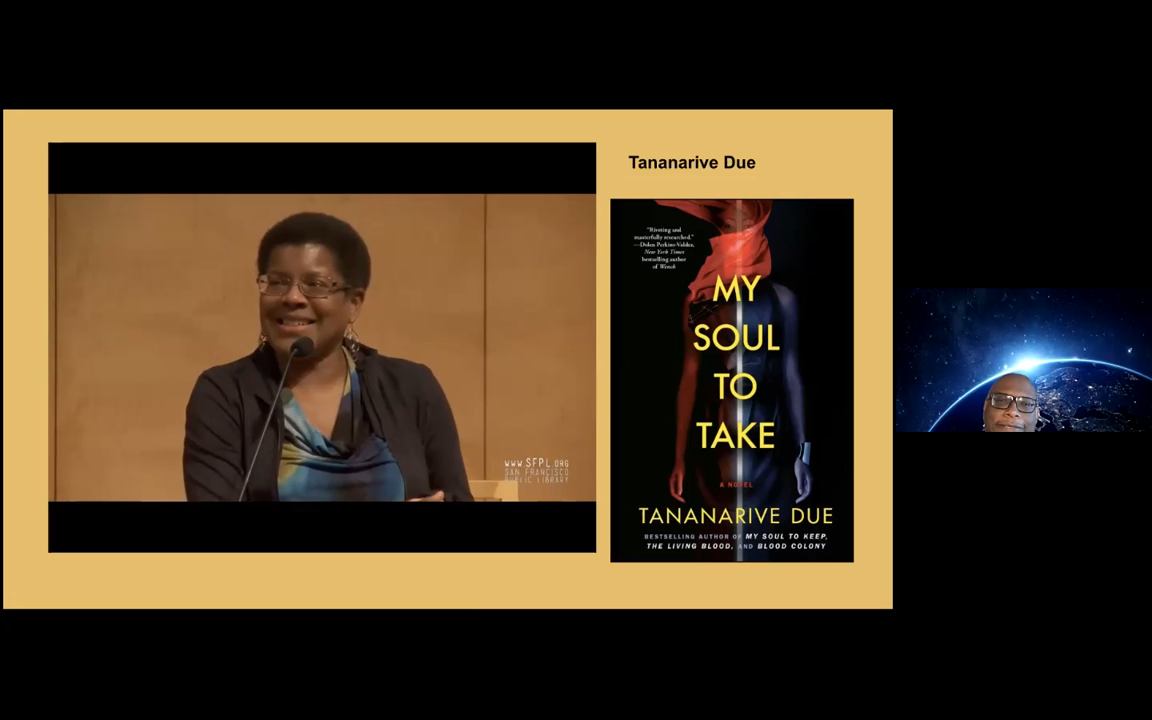 Tananarive Due
"Riveting and
masterfully researched."
—Dolen Perkins-Valdez,
New York Times
bestselling author
of Wench
MY
SOUL
TO
TAKE
A NOVEL
TANANARIVE DUE
BESTSELLING AUTHOR OF MY SOUL TO KEEP,
THE LIVING BLOOD, AND BLOOD COLONY
WWW.SFPL.ORG
SAN FRANCISCO
PUBLIC LIBRARY